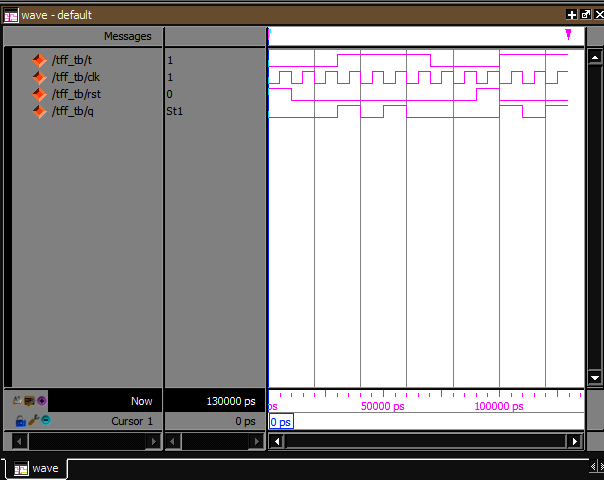 wave - default
Messages
/tff_tb/t 1
/tff_tb/clk 1
/tff_tb/rst 0
/tff_tb/q St1
Now 130000 ps ps 50000 ps 100000 ps
Cursor 1 0 ps 0 ps
wave